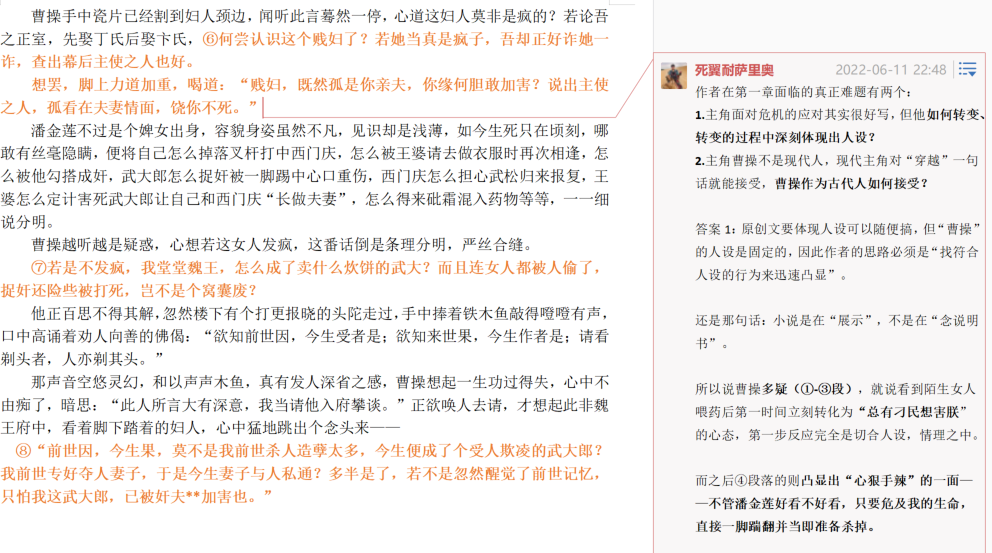 曹操手中瓷片已经割到妇人颈边，闻听此言蓦然一停，心道这妇人莫非是疯的？若论吾
之正室，先娶丁氏后娶卞氏，⑥何尝认识这个贱妇了？若她当真是疯子，吾却正好诈她一
诈，查出幕后主使之人也好。
想罢，脚上力道加重，喝道：“贱妇，既然孤是你亲夫，你缘何胆敢加害？说出主使
之人，孤看在夫妻情面，饶你不死。”
潘金莲不过是个婢女出身，容貌身姿虽然不凡，见识却是浅薄，如今生死只在顷刻，哪
敢有丝毫隐瞒，便将自己怎么掉落叉杆打中西门庆，怎么被王婆请去做衣服时再次相逢，怎
么被他勾搭成奸，武大郎怎么捉奸被一脚踢中心口重伤，西门庆怎么担心武松归来报复，王
婆怎么定计害死武大郎让自己和西门庆“长做夫妻”，怎么得来砒霜混入药物等等，一一细
说分明。
曹操越听越是疑惑，心想若这女人发疯，这番话倒是条理分明，严丝合缝。
⑦若是不发疯，我堂堂魏王，怎么成了卖什么炊饼的武大？而且连女人都被人偷了，
捉奸还险些被打死，岂不是个窝囊废？
他正百思不得其解，忽然楼下有个打更报晓的头陀走过，手中捧着铁木鱼敲得噔噔有声，
口中高诵着劝人向善的佛偈：“欲知前世因，今生受者是；欲知来世果，今生作者是；请看
剃头者，人亦剃其头。”
那声音空悠灵幻，和以声声木鱼，真有发人深省之感，曹操想起一生功过得失，心中不
由痴了，暗思：“此人所言大有深意，我当请他入府攀谈。”正欲唤人去请，才想起此非魏
王府中，看着脚下踏着的妇人，心中猛地跳出个念头来——
⑧“前世因，今生果，莫不是我前世杀人造孽太多，今生便成了个受人欺凌的武大郎？
我前世专好夺人妻子，于是今生妻子与人私通？多半是了，若不是忽然醒觉了前世记忆，
只怕我这武大郎，已被奸夫**加害也。”
死翼耐萨里奥 2022-06-11 22:48
作者在第一章面临的真正难题有两个：
1.主角面对危机的应对其实很好写，但他如何转变、
转变的过程中深刻体现出人设？
2.主角曹操不是现代人，现代主角对“穿越”一句
话就能接受，曹操作为古代人如何接受？
答案 1：原创文要体现人设可以随便搞，但“曹操”
的人设是固定的，因此作者的思路必须是“找符合
人设的行为来迅速凸显”。
还是那句话：小说是在“展示”，不是在“念说明
书”。
所以说曹操多疑（①-③段），就说看到陌生女人
喂药后第一时间立刻转化为“总有刁民想害朕”
的心态，第一步反应完全是切合人设，情理之中。
而之后④段落的则凸显出“心狠手辣”的一面—
—不管潘金莲好看不好看，只要危及我的生命，
直接一脚踹翻并当即准备杀掉。